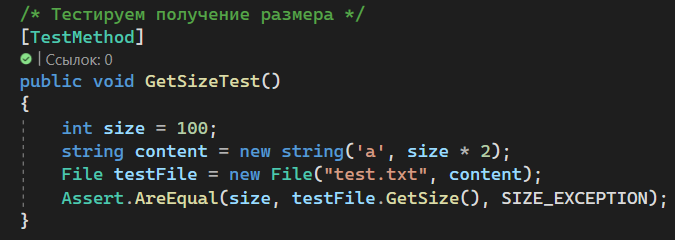 /* Тестируем получение размера */
[TestMethod]
| Ссылок: 0
public void GetSizeTest()
{
int size = 100;
string content = new string('a', size * 2);
File testFile = new File("test.txt", content);
Assert.AreEqual(size, testFile.GetSize(), SIZE_EXCEPTION);
}